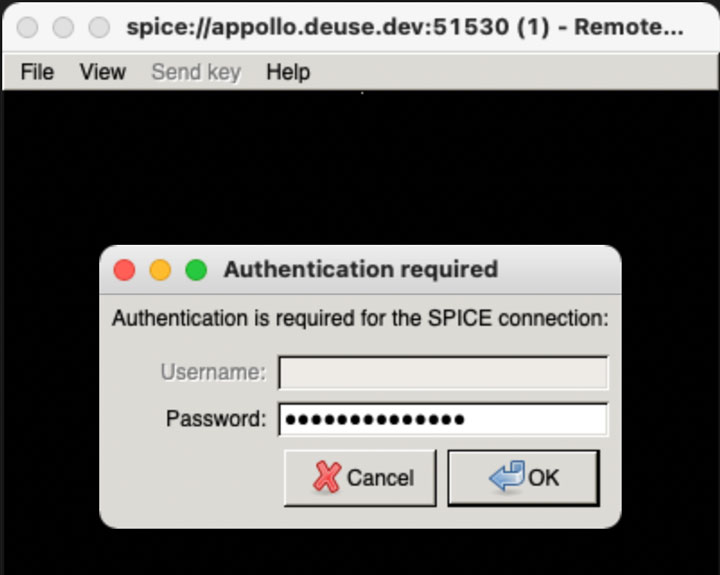 spice://appollo.deuse.dev:51530 (1) - Remote...
File View Send key Help
Authentication required
Authentication is required for the SPICE connection:
Username:
Password: ••••••••••••••
Cancel OK